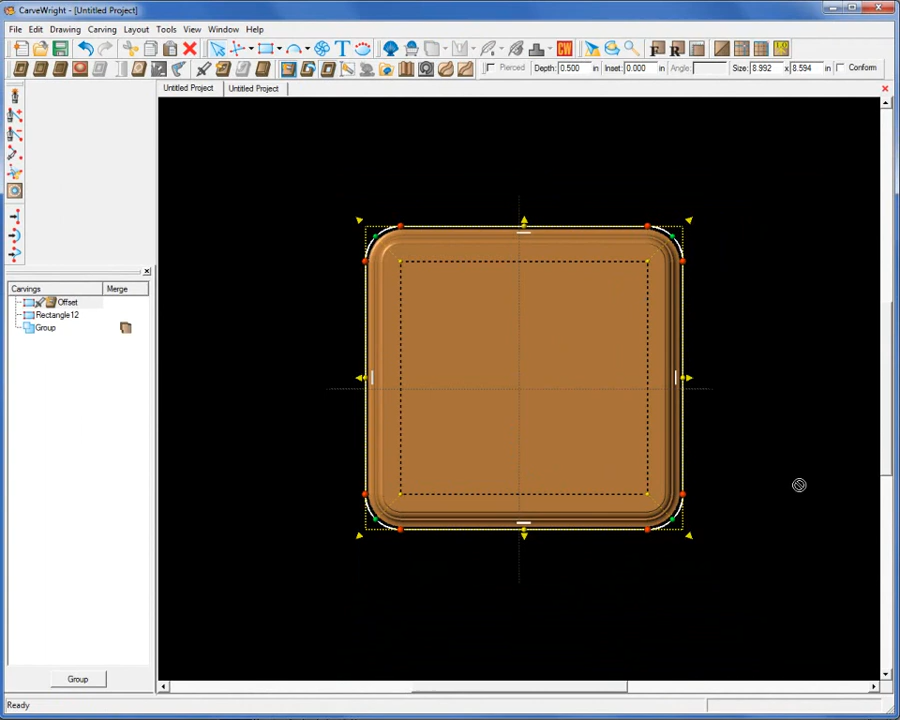 CarveWright - [Untitled Project]
File Edit Drawing Carving Layout Tools View Window Help
Pierced Depth: 0.500 in Inset: 0.000 in Angle: Size: 8.992 x 8.594 in Conform
Untitled Project Untitled Project
Carvings Merge
Offset
Rectangle12
Group
Group
Ready